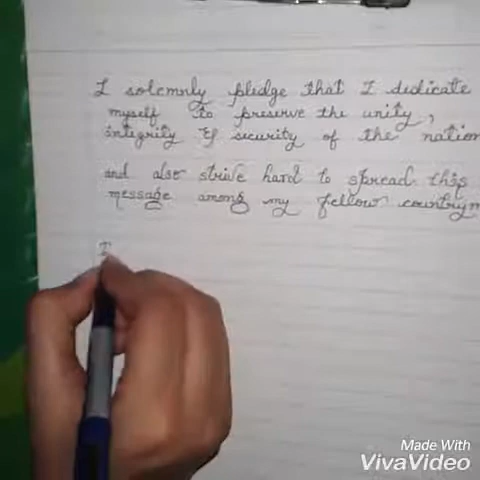 I solemnly pledge that I dedicate
myself to preserve the unity,
integrity & security of the nation
and also strive hard to spread this
message among my fellow countrym
I
Made With
VivaVideo